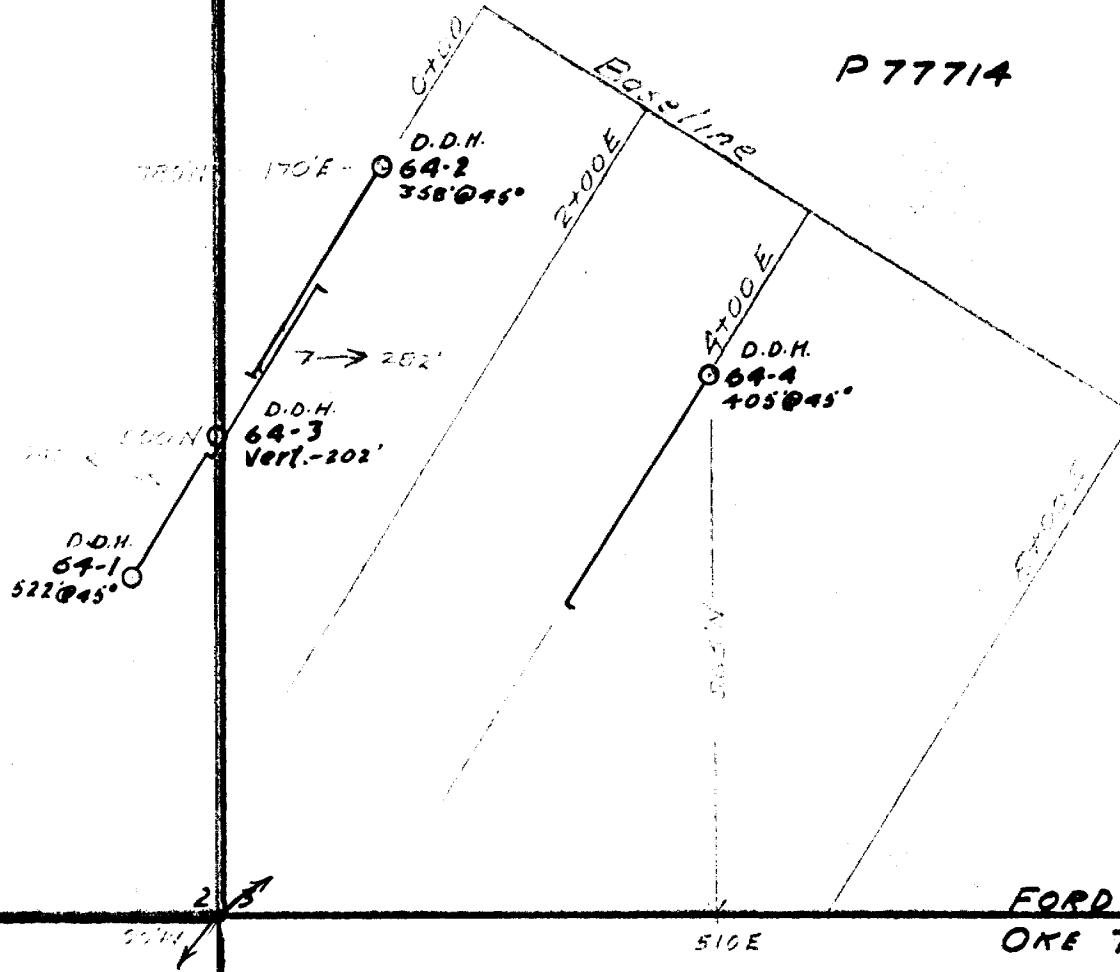 P 77714
0+00
Baseline
D.D.H.
64-2
358'@45°
170'E
2+00E
4+00E
D.D.H.
64-4
405'@45°
7→ 282'
D.D.H.
64-3
Vert.-202'
D.D.H.
64-1
522'@45°
2
510E
FORD
OKE